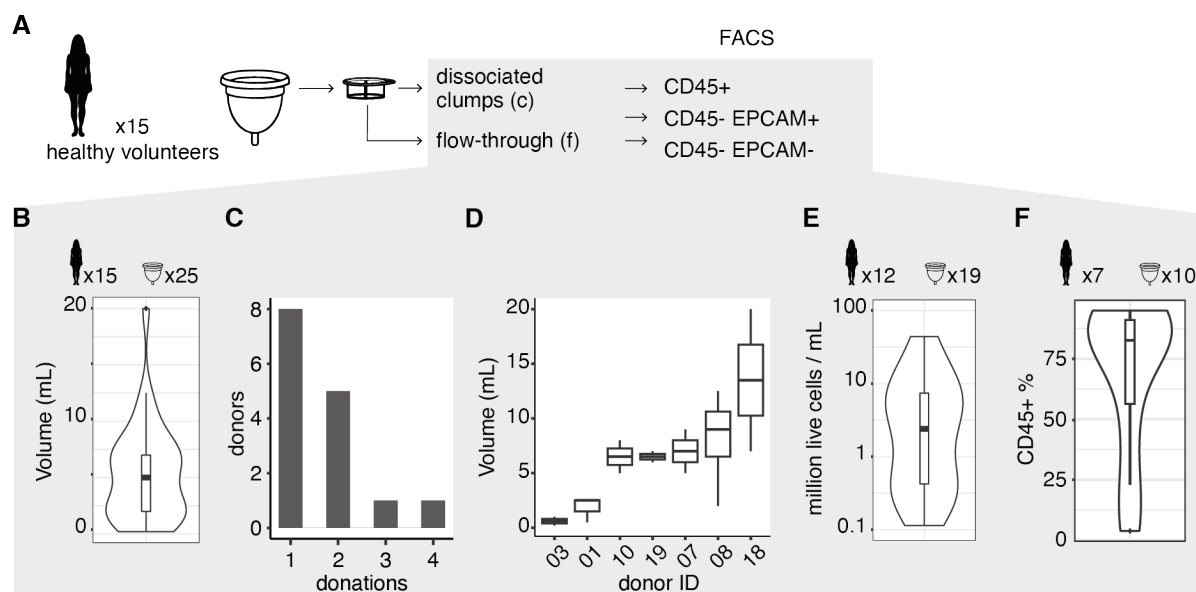 A
FACS
x15
healthy volunteers
dissociated
clumps (c)
flow-through (f)
CD45+
CD45- EPCAM+
CD45- EPCAM-
B
x15
x25
Volume (mL)
20
10
0
C
donors
8
6
4
2
0
1
2
3
4
donations
D
Volume (mL)
20
15
10
5
0
03
01
10
19
07
08
18
donor ID
E
x12
x19
million live cells / mL
100
10
1
0.1
F
x7
x10
CD45+ %
75
50
25
0